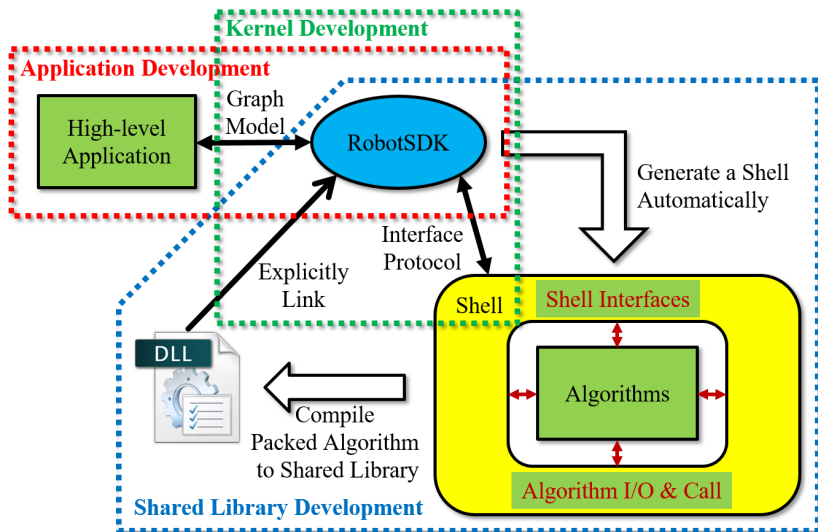 Kernel Development
Application Development
Graph
Model
High-level
Application
RobotSDK
Generate a Shell
Automatically
Interface
Protocol
Explicitly
Link
Shell
Shell Interfaces
DLL
Algorithms
Compile
Packed Algorithm
to Shared Library
Algorithm I/O & Call
Shared Library Development